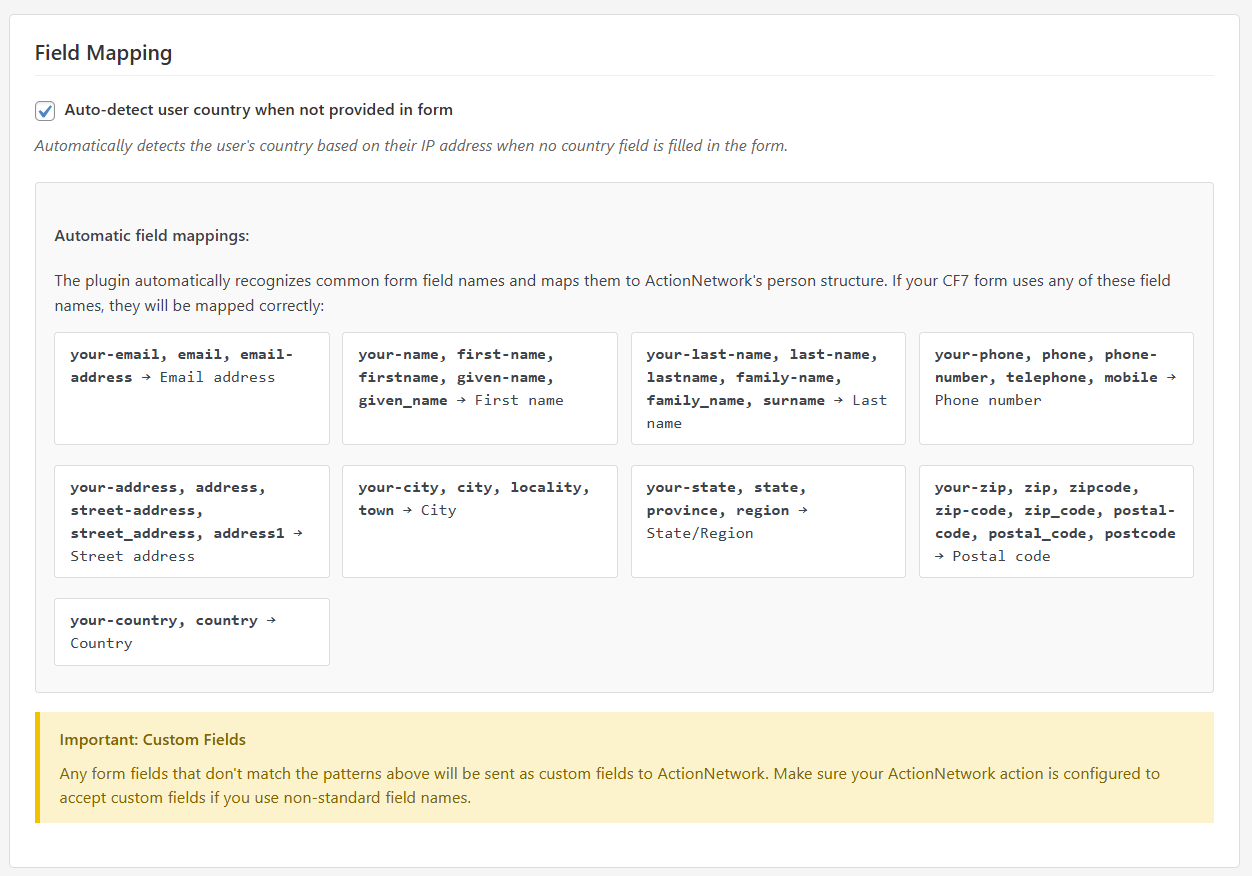 Field Mapping
Auto-detect user country when not provided in form
Automatically detects the user's country based on their IP address when no country field is filled in the form.
Automatic field mappings:
The plugin automatically recognizes common form field names and maps them to ActionNetwork's person structure. If your CF7 form uses any of these field
names, they will be mapped correctly:
your-email, email, email-
address → Email address
your-name, first-name,
firstname, given-name,
given_name → First name
your-last-name, last-name,
lastname, family-name,
family_name, surname → Last
name
your-phone, phone, phone-
number, telephone, mobile →
Phone number
your-address, address,
street-address,
street_address, address1 →
Street address
your-city, city, locality,
town → City
your-state, state,
province, region →
State/Region
your-zip, zip, zipcode,
zip-code, zip_code, postal-
code, postal_code, postcode
→ Postal code
your-country, country →
Country
Important: Custom Fields
Any form fields that don't match the patterns above will be sent as custom fields to ActionNetwork. Make sure your ActionNetwork action is configured to
accept custom fields if you use non-standard field names.